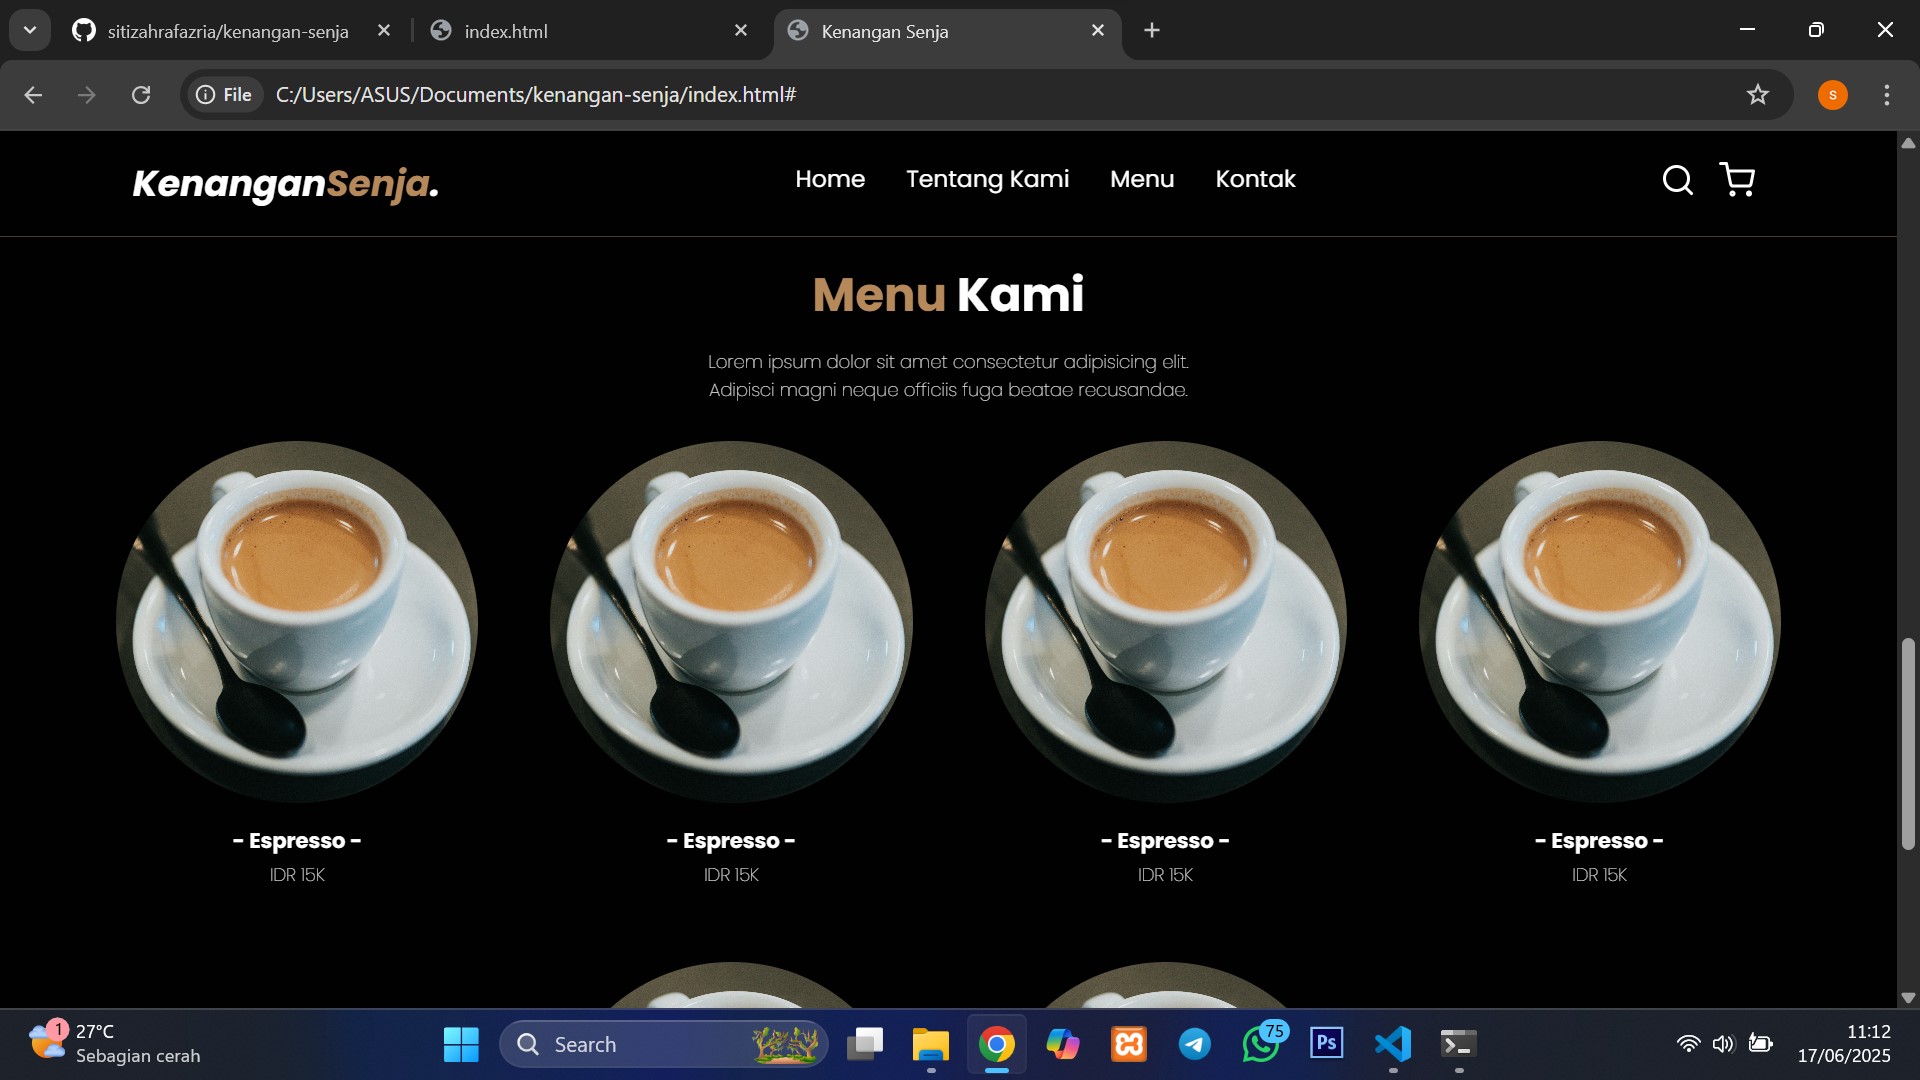 sitizahrafazria/kenangan-senja
index.html
Kenangan Senja
File
C:/Users/ASUS/Documents/kenangan-senja/index.html#
S
KenanganSenja.
Home
Tentang Kami
Menu
Kontak
Menu Kami
Lorem ipsum dolor sit amet consectetur adipisicing elit.
Adipisci magni neque officiis fuga beatae recusandae.
- Espresso -
IDR 15K
- Espresso -
IDR 15K
- Espresso -
IDR 15K
- Espresso -
IDR 15K
1
27°C
Sebagian cerah
Search
75
Ps
11:12
17/06/2025